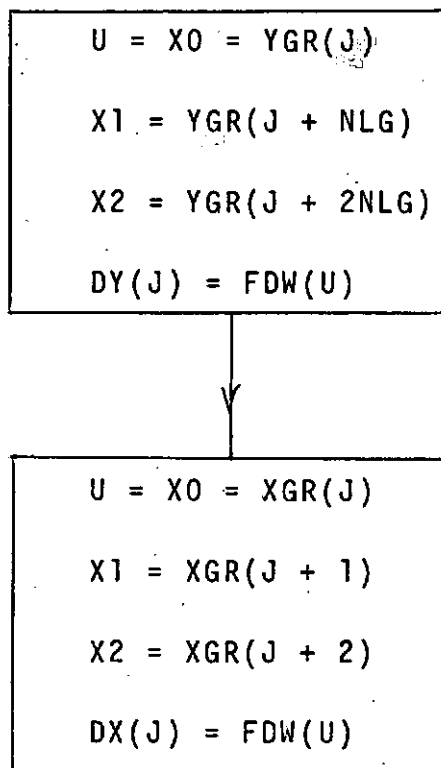 U = X0 = YGR(J)
X1 = YGR(J + NLG)
X2 = YGR(J + 2NLG)
DY(J) = FDW(U)
U = X0 = XGR(J)
X1 = XGR(J + 1)
X2 = XGR(J + 2)
DX(J) = FDW(U)